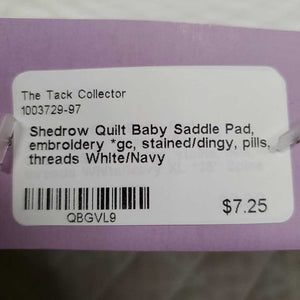 The Tack Collector
1003729-97
Shedrow Quilt Baby Saddle Pad,
embroidery *gc, stained/dingy, pills,
threads White/Navy
QBGVL9
$7.25